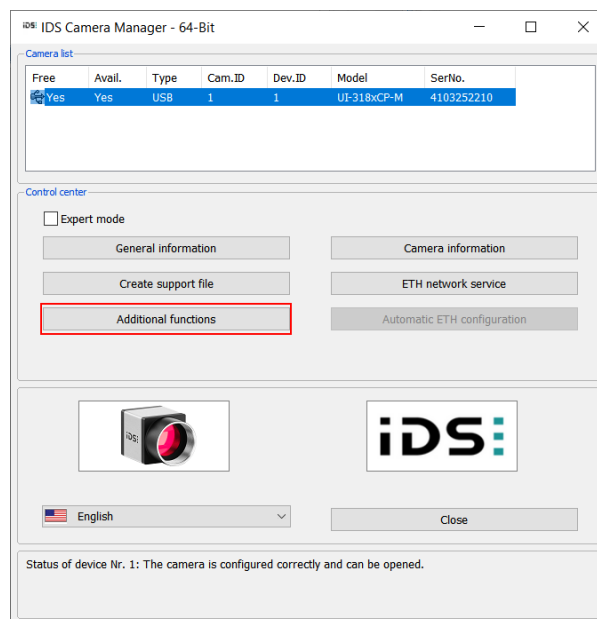 IDS IDS Camera Manager - 64-Bit
Camera list
Free Avail. Type Cam.ID Dev.ID Model SerNo.
Yes Yes USB 1 1 UI-318xCP-M 4103252210
Control center
Expert mode
General information Camera information
Create support file ETH network service
Additional functions Automatic ETH configuration
iDS: iDS:
English Close
Status of device Nr. 1: The camera is configured correctly and can be opened.